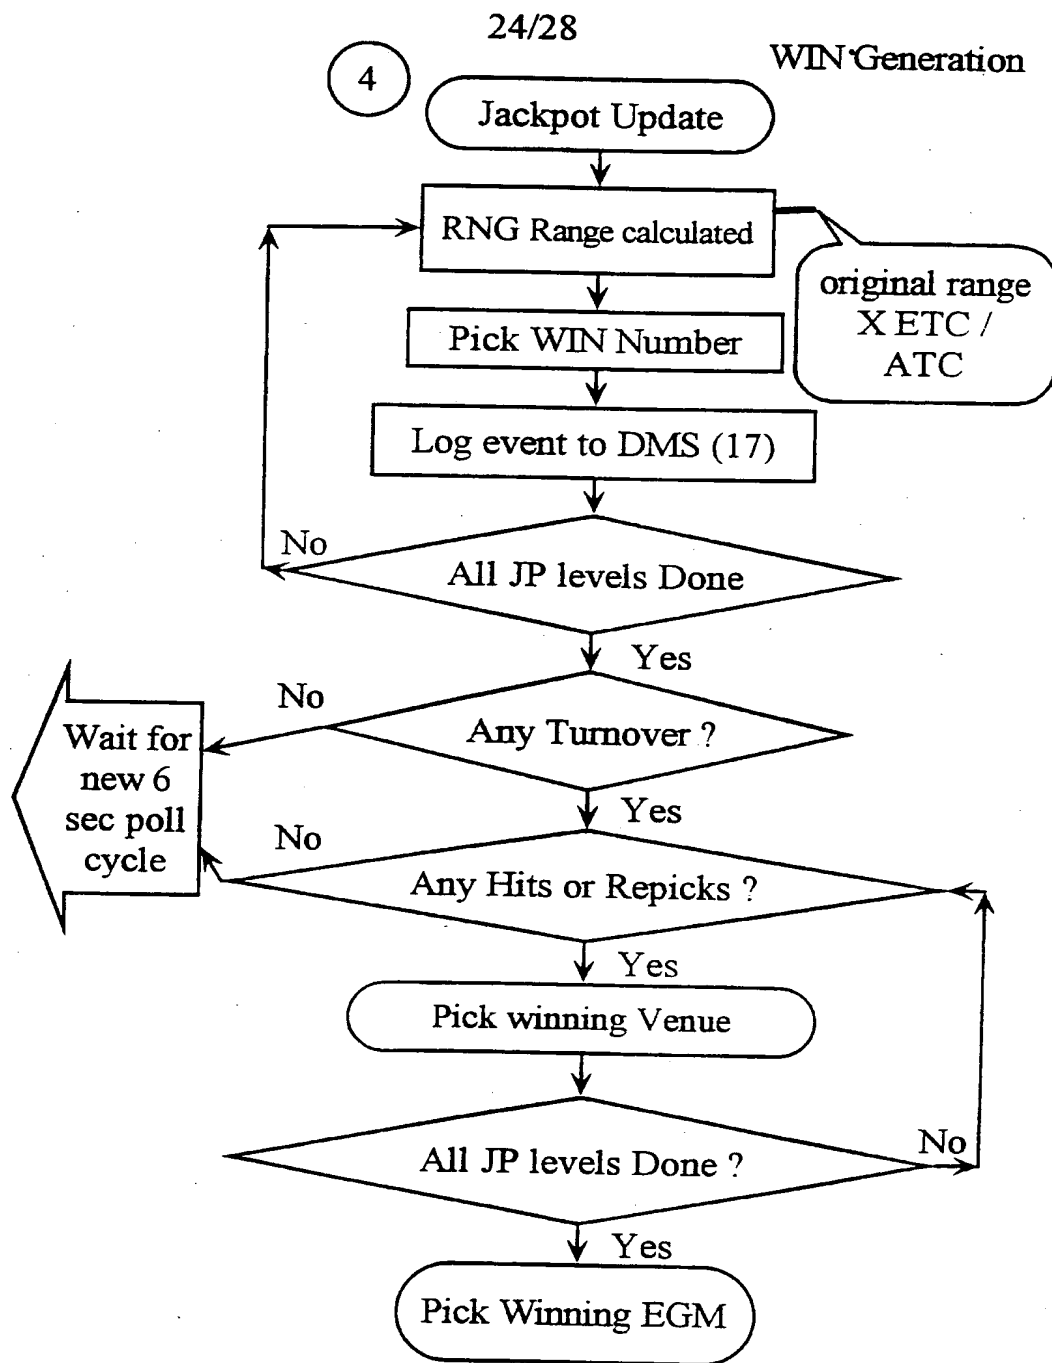 24/28
WIN Generation
4
Jackpot Update
RNG Range calculated
original range
X ETC /
ATC
Pick WIN Number
Log event to DMS (17)
No
All JP levels Done
Yes
No
Any Turnover ?
Wait for
new 6
sec poll
cycle
Yes
No
Any Hits or Repicks ?
Yes
Pick winning Venue
All JP levels Done ?
No
Yes
Pick Winning EGM